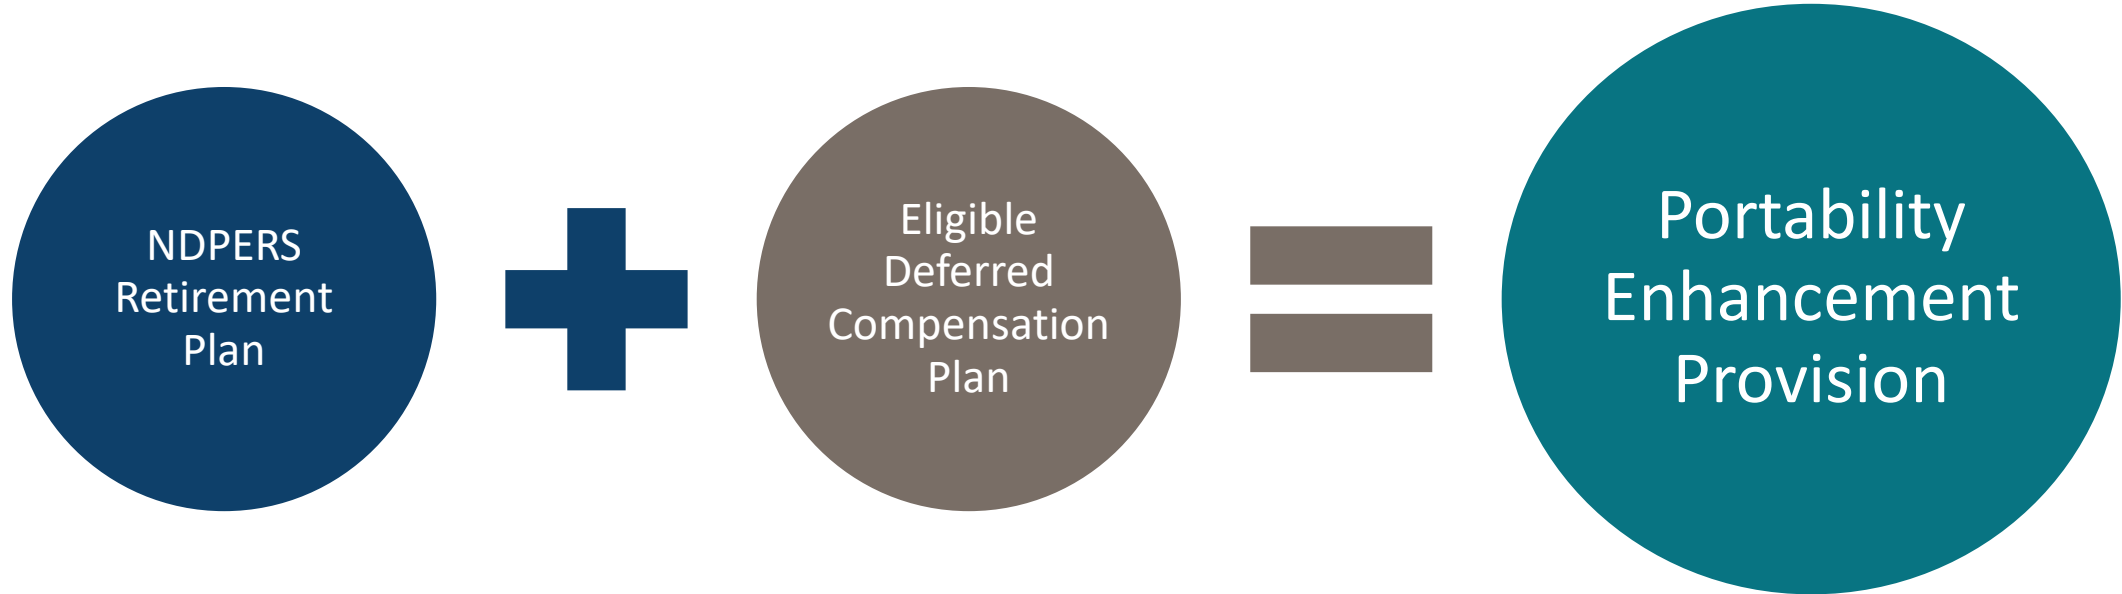 NDPERS
Retirement
Plan
Eligible
Deferred
Compensation
Plan
Portability
Enhancement
Provision